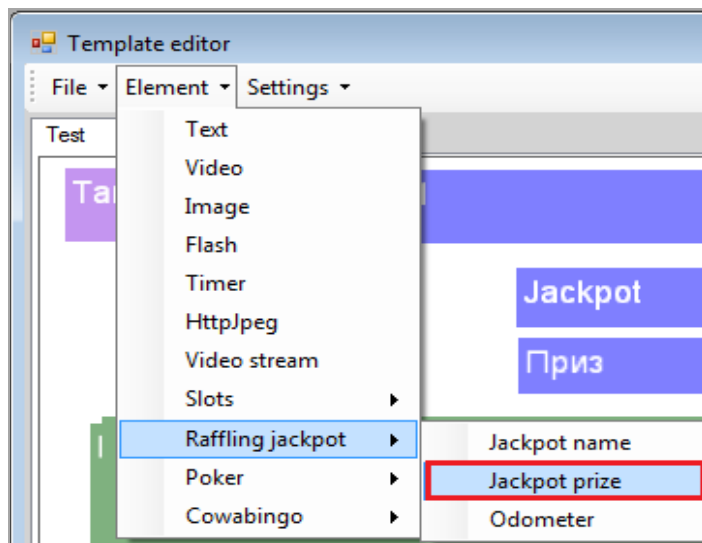 Template editor
File Element Settings
Test
Text
Video
Image
Flash
Timer
HttpJpeg
Video stream
Slots
Raffling jackpot
Poker
Cowabingo
Jackpot
Приз
Jackpot name
Jackpot prize
Odometer